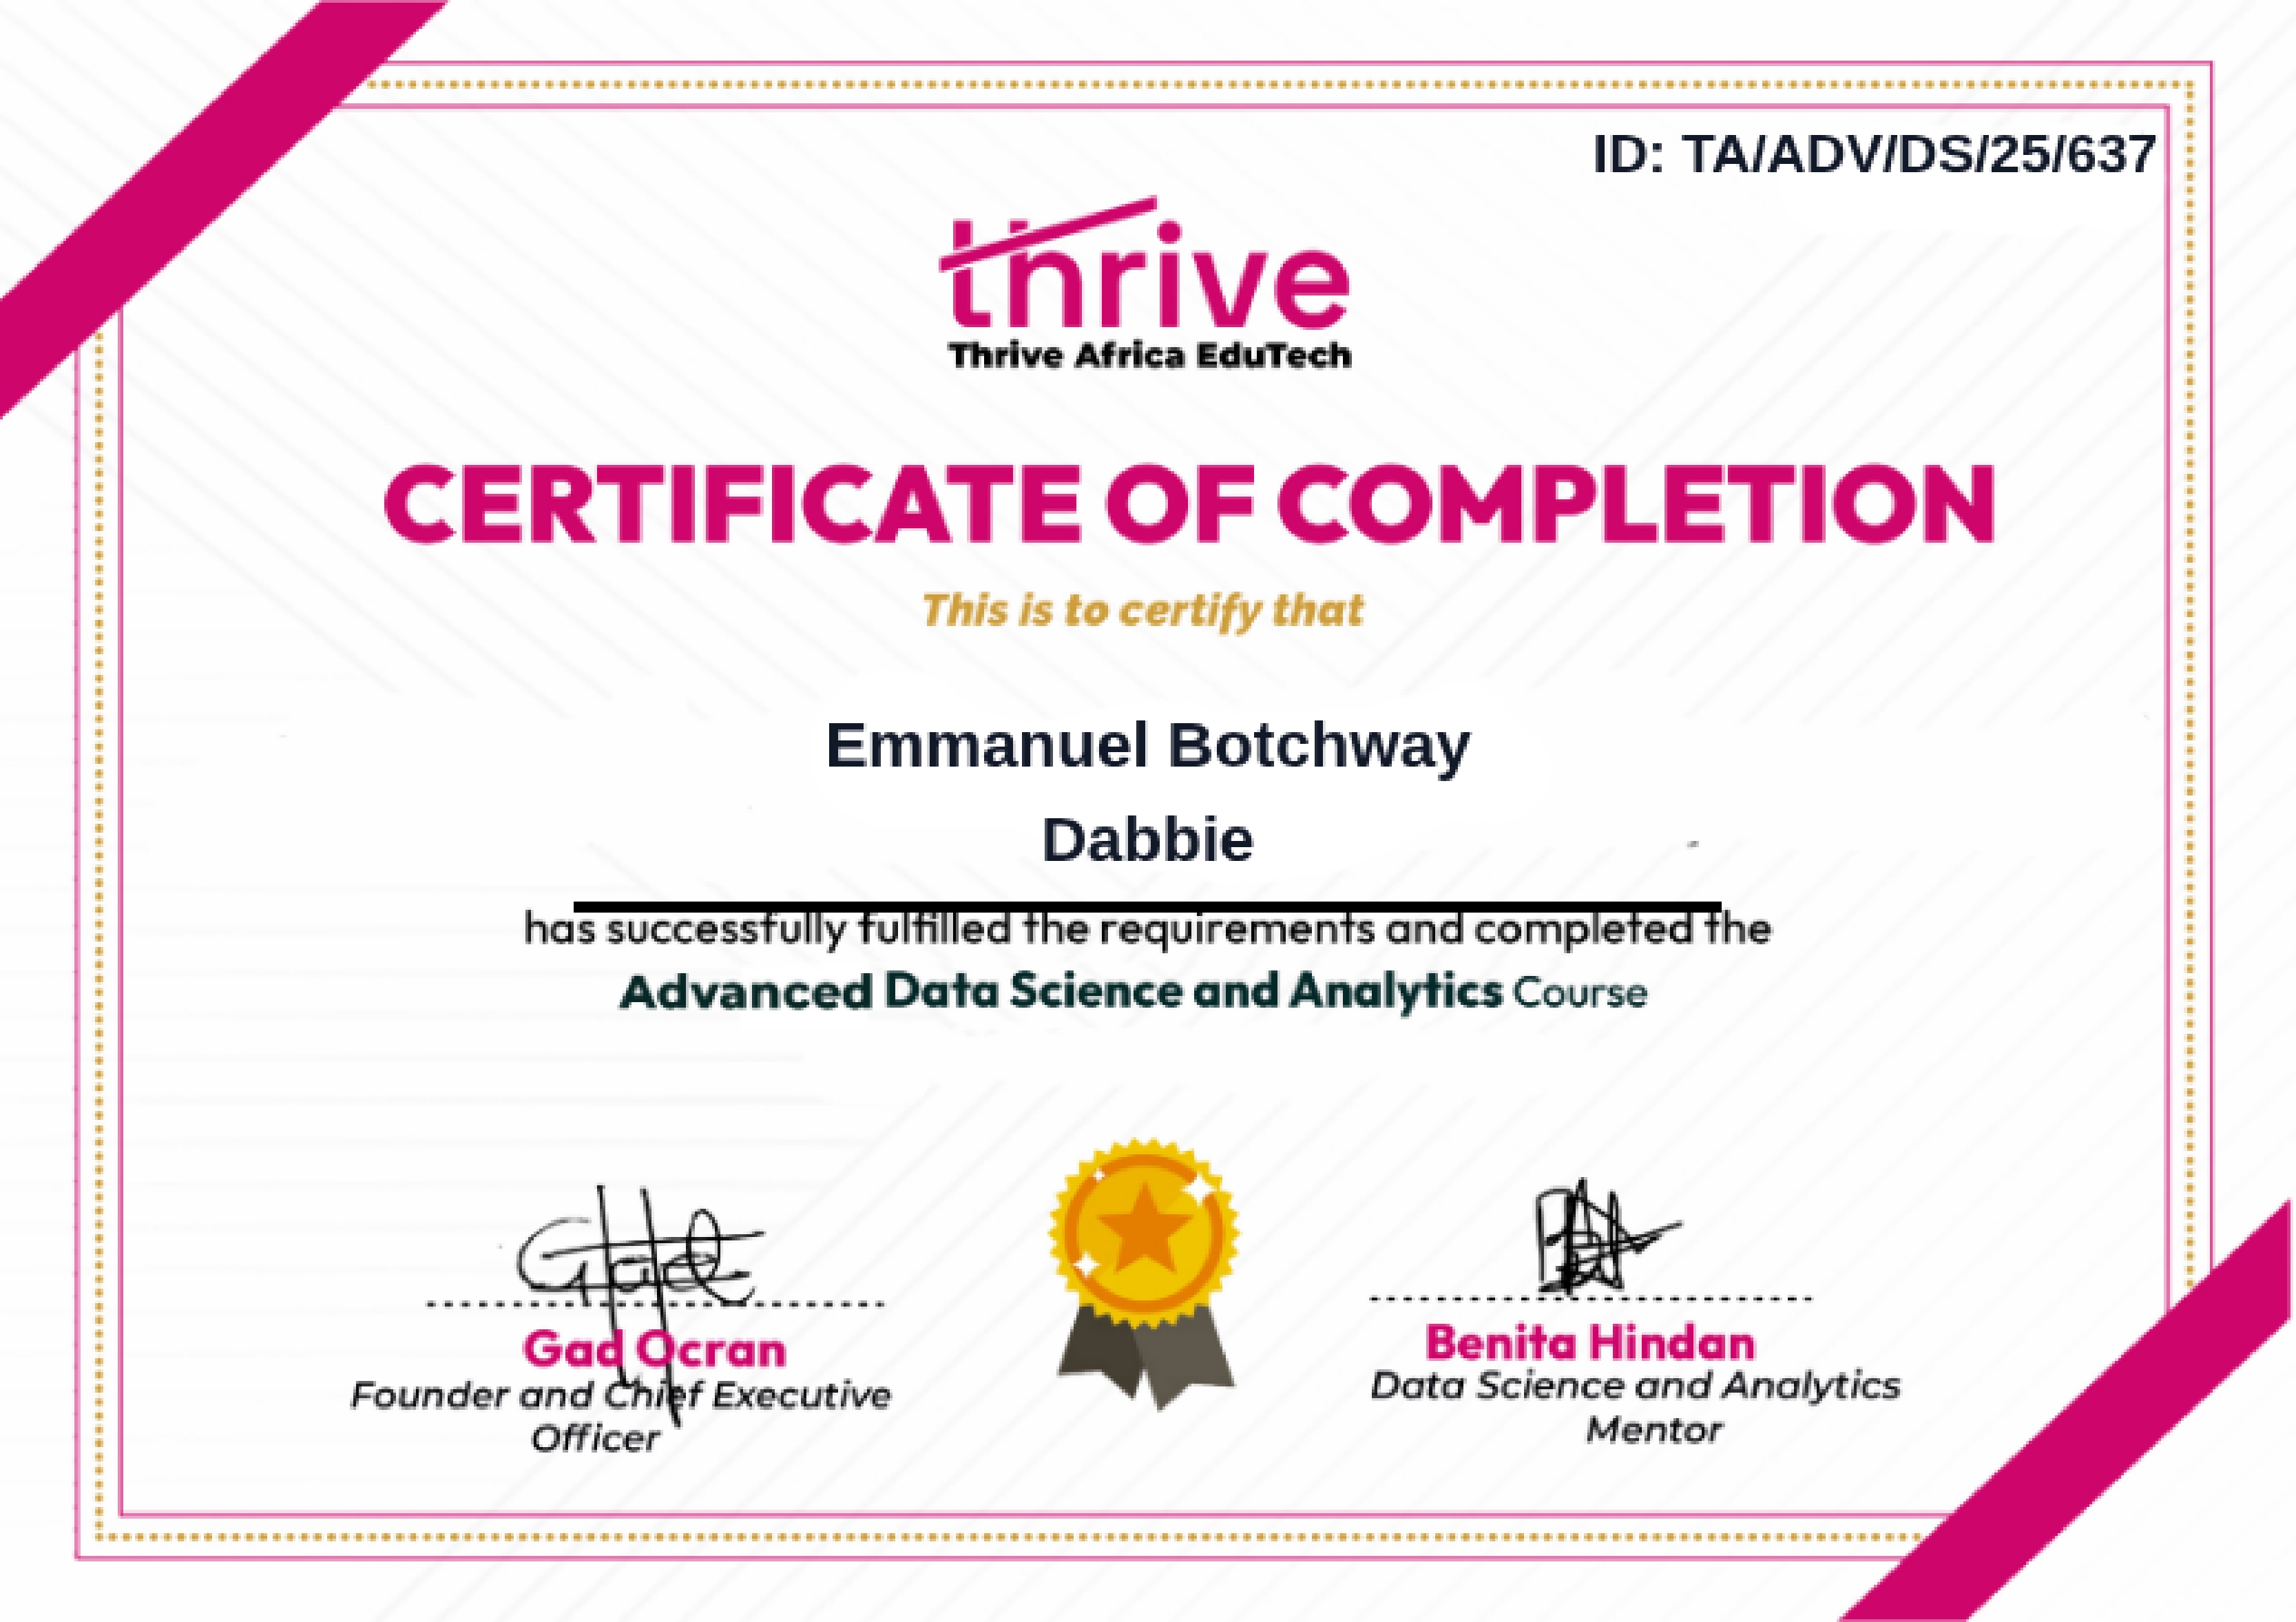 ID: TA/ADV/DS/25/637
thrive
Thrive Africa EduTech
CERTIFICATE OF COMPLETION
This is to certify that
Emmanuel Botchway
Dabbie
has successfully fulfilled the requirements and completed the
Advanced Data Science and Analytics Course
Gad Ocran
Founder and Chief Executive
Officer
Benita Hindan
Data Science and Analytics
Mentor